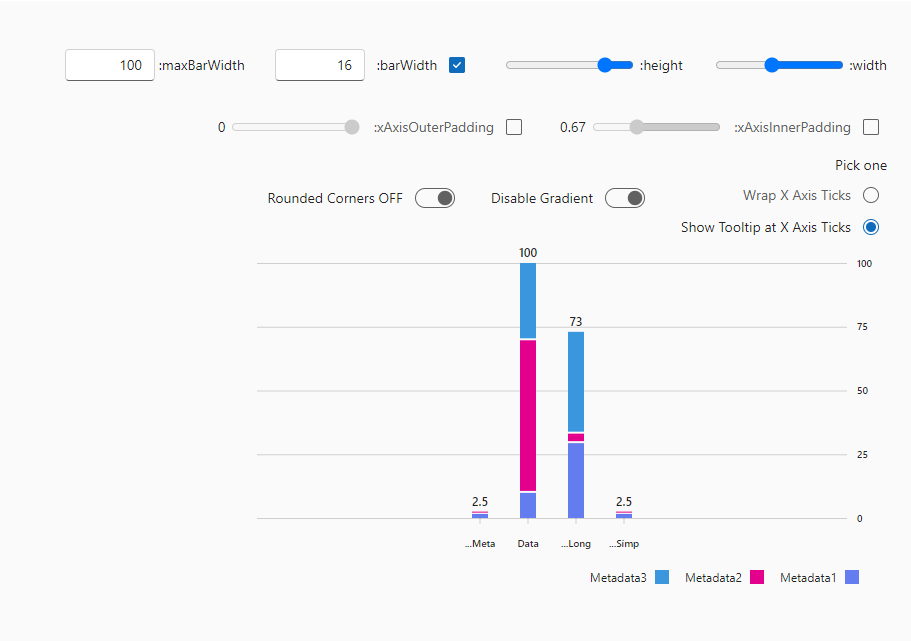 100 :maxBarWidth 16 :barWidth :height :width
0 :xAxisOuterPadding 0.67 :xAxisInnerPadding
Pick one
Rounded Corners OFF Disable Gradient Wrap X Axis Ticks
Show Tooltip at X Axis Ticks
100
100
73
75
50
25
2.5 2.5
0
...Meta Data ...Long ...Simp
Metadata3 Metadata2 Metadata1